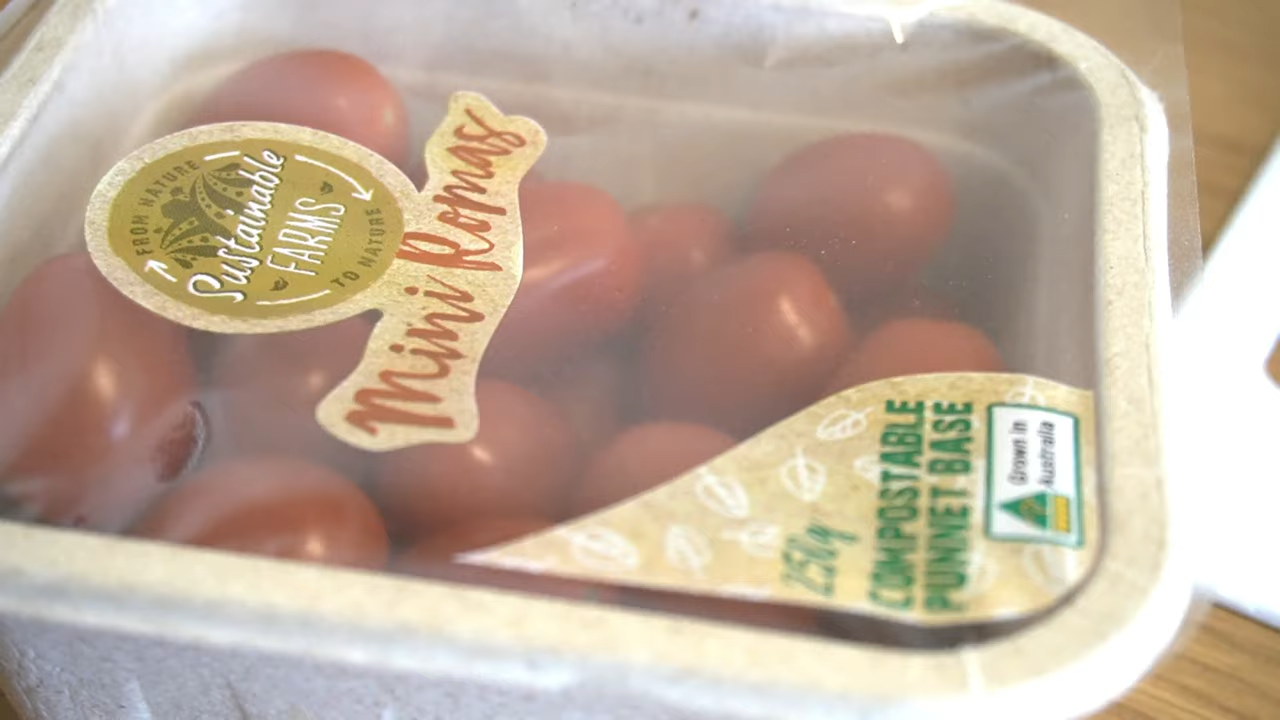 FROM NATURE
Sustainable
FARMS
TO NATURE
Mini Romas
250g
COMPOSTABLE
PUNNET BASE
Grown in
Australia